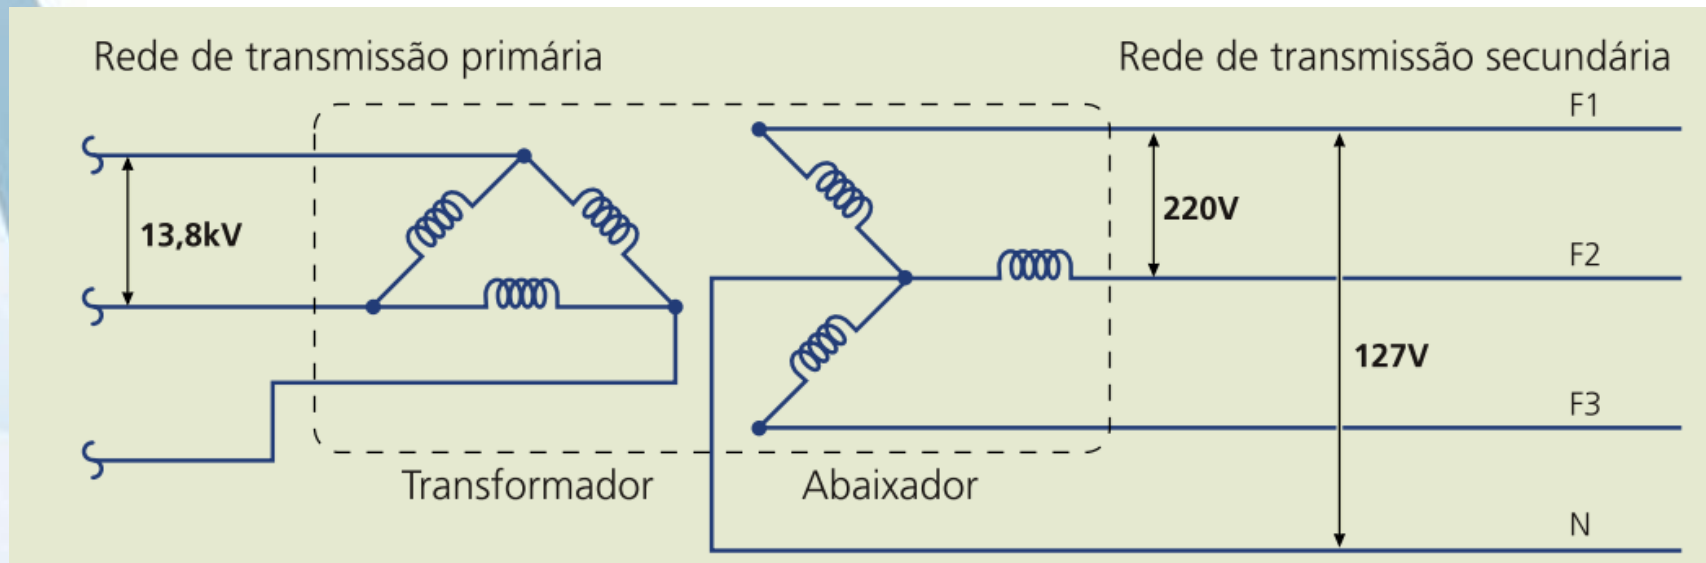 Rede de transmissão primária
Rede de transmissão secundária
F1
13,8kV
220V
F2
127V
F3
Transformador
Abaixador
N